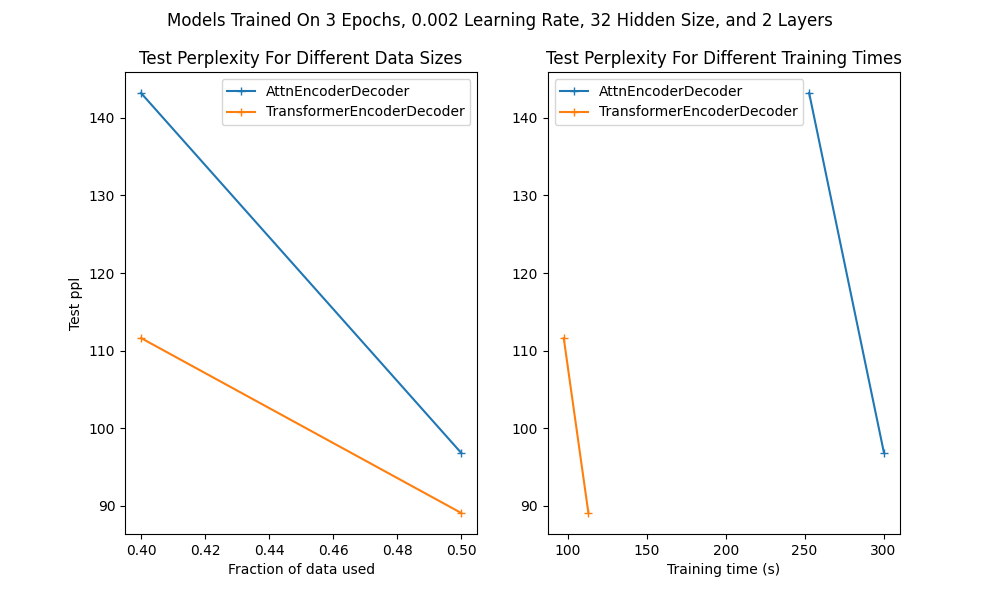 Models Trained On 3 Epochs, 0.002 Learning Rate, 32 Hidden Size, and 2 Layers
Test Perplexity For Different Data Sizes
AttnEncoderDecoder
TransformerEncoderDecoder
140
130
120
110
100
90
Test ppl
0.40 0.42 0.44 0.46 0.48 0.50
Fraction of data used
Test Perplexity For Different Training Times
AttnEncoderDecoder
TransformerEncoderDecoder
140
130
120
110
100
90
100 150 200 250 300
Training time (s)